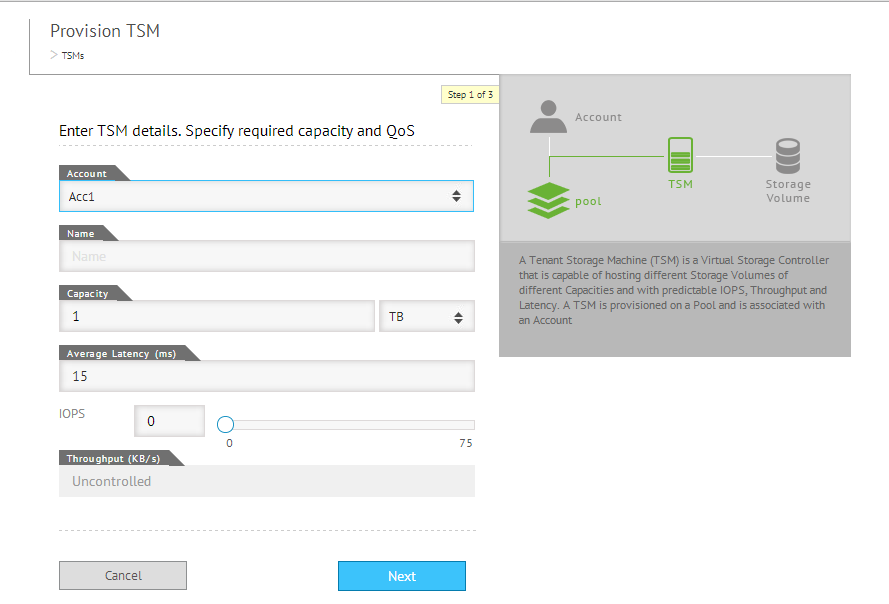 Provision TSM
> TSMs
Step 1 of 3
Enter TSM details. Specify required capacity and QoS
Account
Acc1
Name
Name
Capacity
1
TB
Average Latency (ms)
15
IOPS
0
0
75
Throughput (KB/s)
Uncontrolled
Cancel
Next
Account
TSM
Storage
Volume
pool
A Tenant Storage Machine (TSM) is a Virtual Storage Controller
that is capable of hosting different Storage Volumes of
different Capacities and with predictable IOPS, Throughput and
Latency. A TSM is provisioned on a Pool and is associated with
an Account